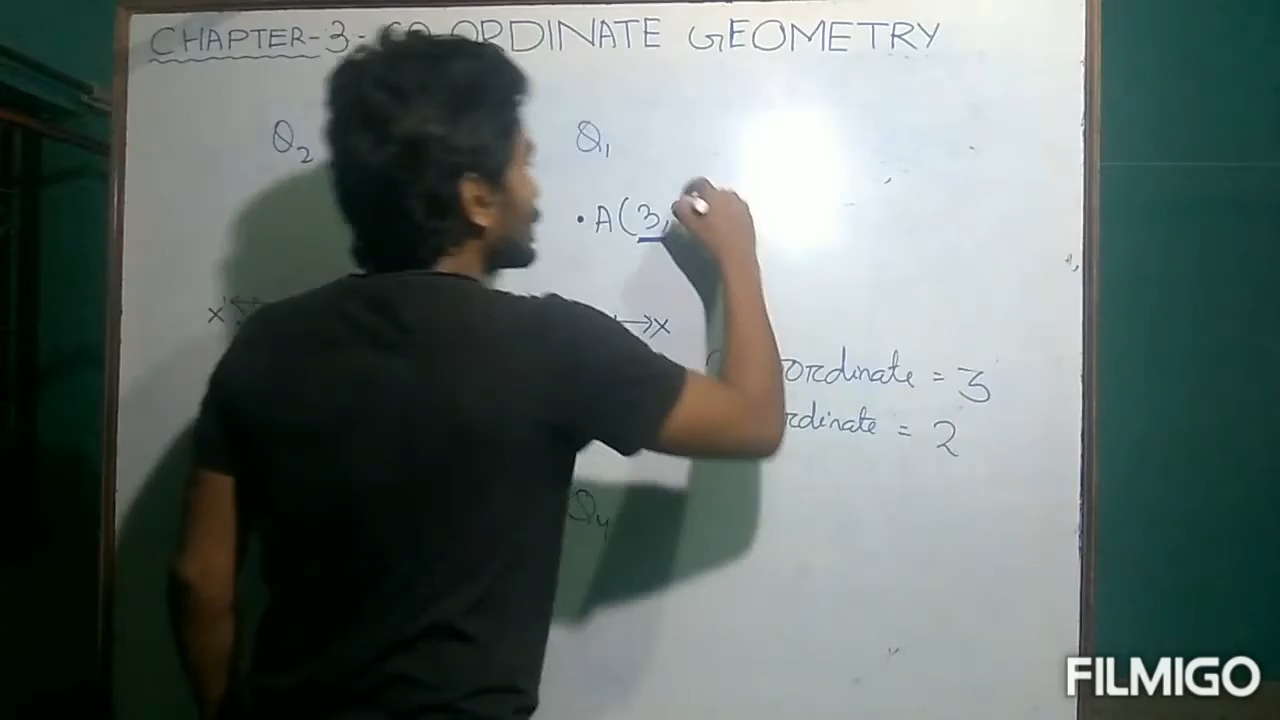 CHAPTER-3- CO-ORDINATE GEOMETRY
Q2 Q1
• A(3,
X' X
ordinate = 3
rdinate = 2
Q4
FILMIGO